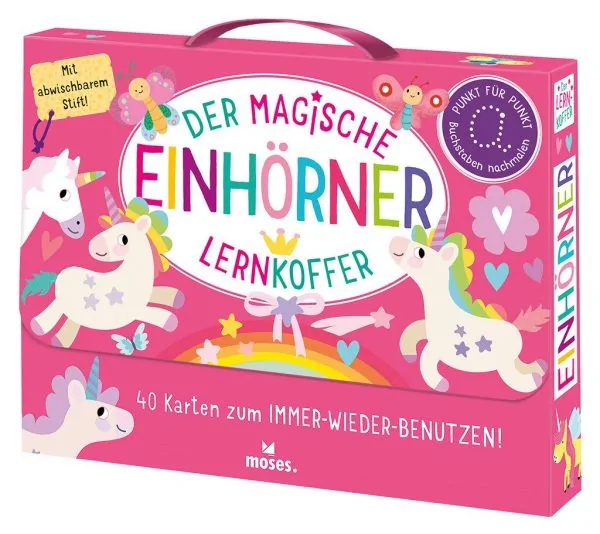 Mit
abwischbarem
Stift!
DER MAGISCHE
EINHÖRNER
LERNKOFFER
PUNKT FÜR PUNKT
Buchstaben nachmalen
40 Karten zum IMMER-WIEDER-BENUTZEN!
moses.
Der
LERN-
KOFFER
EINHÖRNER